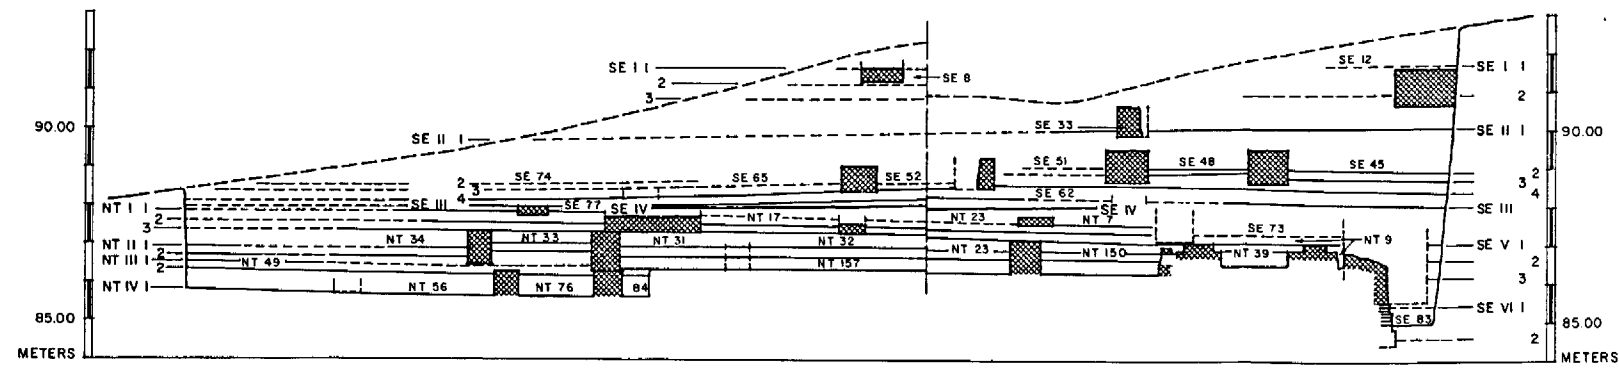 SE I 1
SE 8
SE 12
SE I 1
2
2
3
90.00
SE 33
SE II 1
90.00
SE II 1
SE 51
SE 48
SE 45
SE 74
SE 65
SE 52
2
2
3
3
4
4
SE 62
NT I 1
SE III
SE 77
SE IV
SE IV
SE III
2
NT 17
NT 23
NT 7
3
SE 73
NT II 1
NT 34
NT 33
NT 31
NT 32
NT 23
NT 150
NT 39
NT 9
SE V 1
2
NT III 1
NT 49
NT 157
2
2
3
NT IV 1
NT 56
NT 76
84
SE VI 1
85.00
SE 83
85.00
2
METERS
METERS